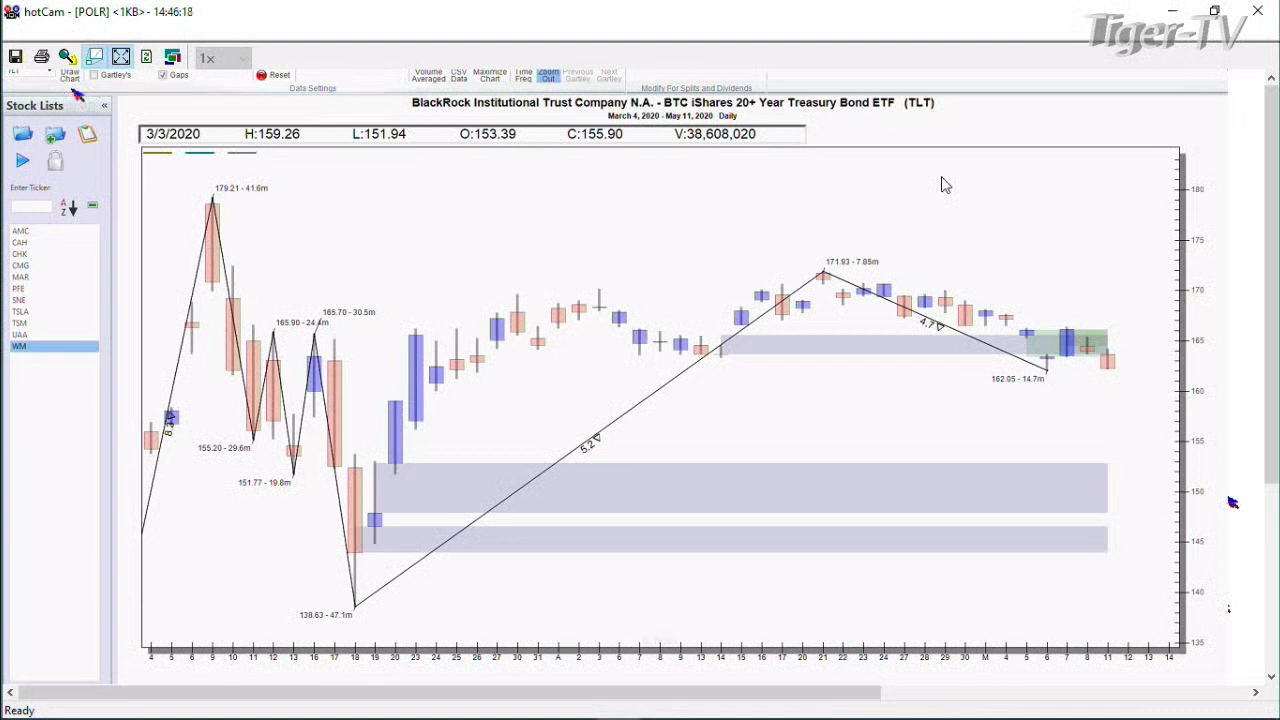 hotCam - [POLR] <1KB> - 14:46:18
Tiger-TV
1x
TLT
Draw Chart
Gartley's
Gaps
Reset
Volume Averaged
CSV Data
Maximize Chart
Time Freq
Zoom Out
Previous Gartley
Next Gartley
Data Settings
Modify For Splits and Dividends
Stock Lists
«
BlackRock Institutional Trust Company N.A. - BTC iShares 20+ Year Treasury Bond ETF (TLT)
March 4, 2020 - May 11, 2020 Daily
3/3/2020 H:159.26 L:151.94 O:153.39 C:155.90 V:38,608,020
Enter Ticker:
A
Z
AMC
CAH
CHK
CMG
MAR
PFE
SNE
TSLA
TSM
UAA
WM
179.21 - 41.6m
165.90 - 24.4m
165.70 - 30.5m
155.20 - 29.6m
151.77 - 19.8m
138.63 - 47.1m
171.93 - 7.85m
162.05 - 14.7m
5.2
4.7
180
175
170
165
160
155
150
145
140
135
4 5 6 9 10 11 12 13 16 17 18 19 20 23 24 25 26 27 30 31 A 2 3 6 7 8 9 13 14 15 16 17 20 21 22 23 24 27 28 29 30 M 4 5 6 7 8 11 12 13 14
Ready